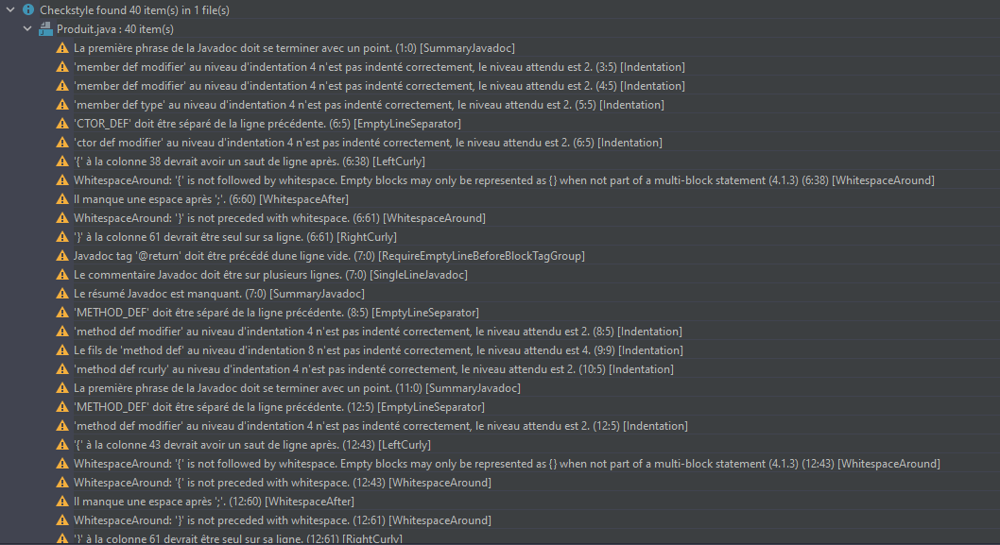 Checkstyle found 40 item(s) in 1 file(s)
Produit.java : 40 item(s)
La première phrase de la Javadoc doit se terminer avec un point. (1:0) [SummaryJavadoc]
'member def modifier' au niveau d'indentation 4 n'est pas indenté correctement, le niveau attendu est 2. (3:5) [Indentation]
'member def modifier' au niveau d'indentation 4 n'est pas indenté correctement, le niveau attendu est 2. (4:5) [Indentation]
'member def type' au niveau d'indentation 4 n'est pas indenté correctement, le niveau attendu est 2. (5:5) [Indentation]
'CTOR_DEF' doit être séparé de la ligne précédente. (6:5) [EmptyLineSeparator]
'ctor def modifier' au niveau d'indentation 4 n'est pas indenté correctement, le niveau attendu est 2. (6:5) [Indentation]
'{' à la colonne 38 devrait avoir un saut de ligne après. (6:38) [LeftCurly]
WhitespaceAround: '{' is not followed by whitespace. Empty blocks may only be represented as {} when not part of a multi-block statement (4.1.3) (6:38) [WhitespaceAround]
Il manque une espace après ';'. (6:60) [WhitespaceAfter]
WhitespaceAround: '}' is not preceded with whitespace. (6:61) [WhitespaceAround]
'}' à la colonne 61 devrait être seul sur sa ligne. (6:61) [RightCurly]
Javadoc tag '@return' doit être précédé dune ligne vide. (7:0) [RequireEmptyLineBeforeBlockTagGroup]
Le commentaire Javadoc doit être sur plusieurs lignes. (7:0) [SingleLineJavadoc]
Le résumé Javadoc est manquant. (7:0) [SummaryJavadoc]
'METHOD_DEF' doit être séparé de la ligne précédente. (8:5) [EmptyLineSeparator]
'method def modifier' au niveau d'indentation 4 n'est pas indenté correctement, le niveau attendu est 2. (8:5) [Indentation]
Le fils de 'method def' au niveau d'indentation 8 n'est pas indenté correctement, le niveau attendu est 4. (9:9) [Indentation]
'method def rcurly' au niveau d'indentation 4 n'est pas indenté correctement, le niveau attendu est 2. (10:5) [Indentation]
La première phrase de la Javadoc doit se terminer avec un point. (11:0) [SummaryJavadoc]
'METHOD_DEF' doit être séparé de la ligne précédente. (12:5) [EmptyLineSeparator]
'method def modifier' au niveau d'indentation 4 n'est pas indenté correctement, le niveau attendu est 2. (12:5) [Indentation]
'{' à la colonne 43 devrait avoir un saut de ligne après. (12:43) [LeftCurly]
WhitespaceAround: '{' is not followed by whitespace. Empty blocks may only be represented as {} when not part of a multi-block statement (4.1.3) (12:43) [WhitespaceAround]
WhitespaceAround: '{' is not preceded with whitespace. (12:43) [WhitespaceAround]
Il manque une espace après ';'. (12:60) [WhitespaceAfter]
WhitespaceAround: '}' is not preceded with whitespace. (12:61) [WhitespaceAround]
'}' à la colonne 61 devrait être seul sur sa ligne. (12:61) [RightCurly]